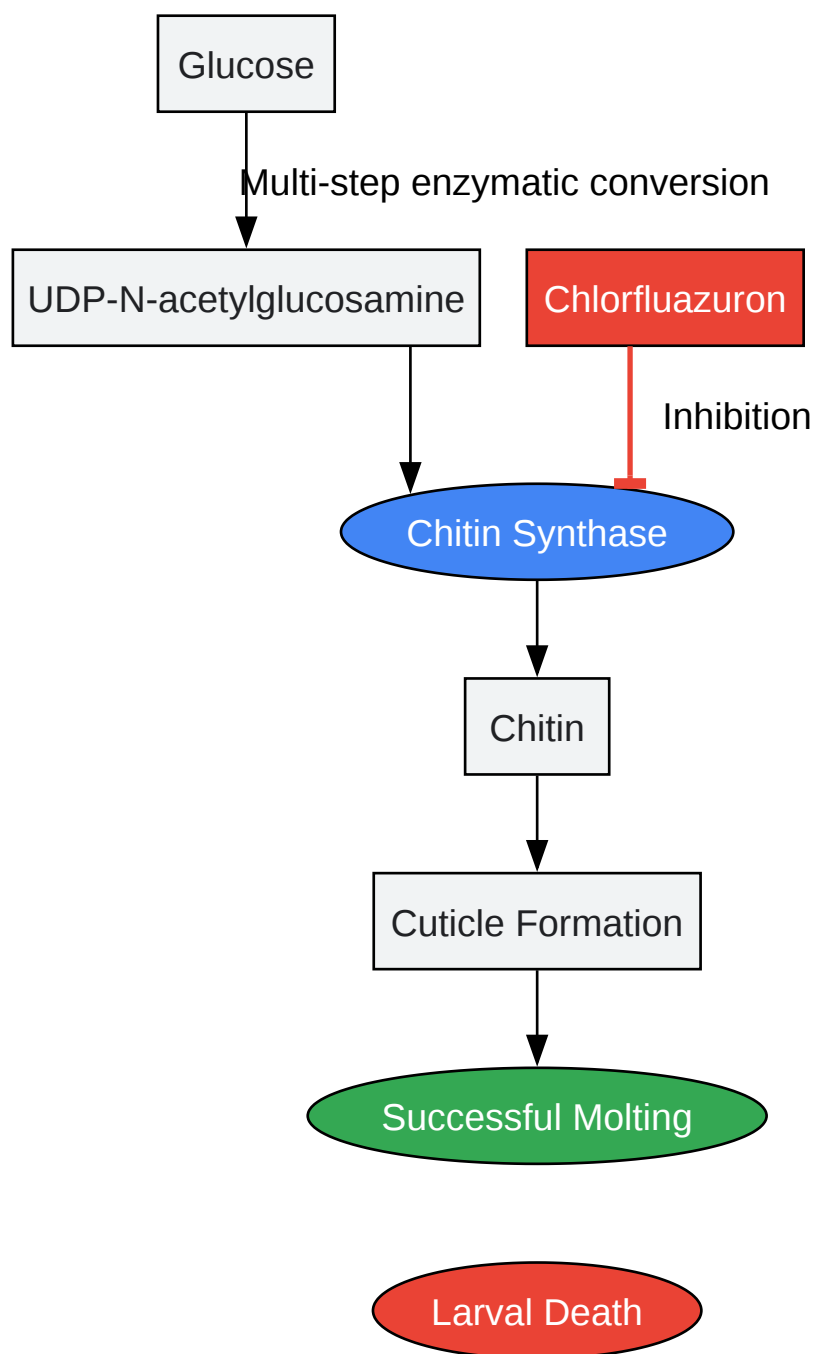 Glucose
Multi-step enzymatic conversion
UDP-N-acetylglucosamine
Chlorfluazuron
Inhibition
Chitin Synthase
Chitin
Cuticle Formation
Successful Molting
Larval Death